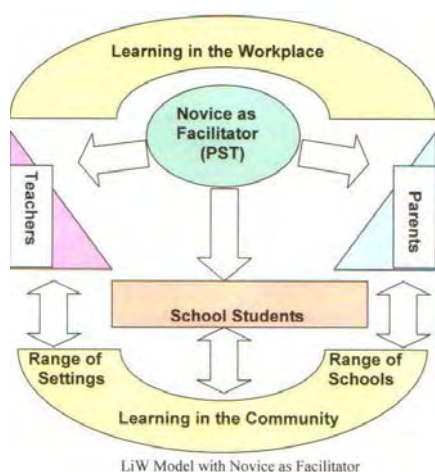 Learning in the Workplace
Novice as
Facilitator
(PST)
Teachers
Parents
School Students
Range of
Settings
Range of
Schools
Learning in the Community
LiW Model with Novice as Facilitator